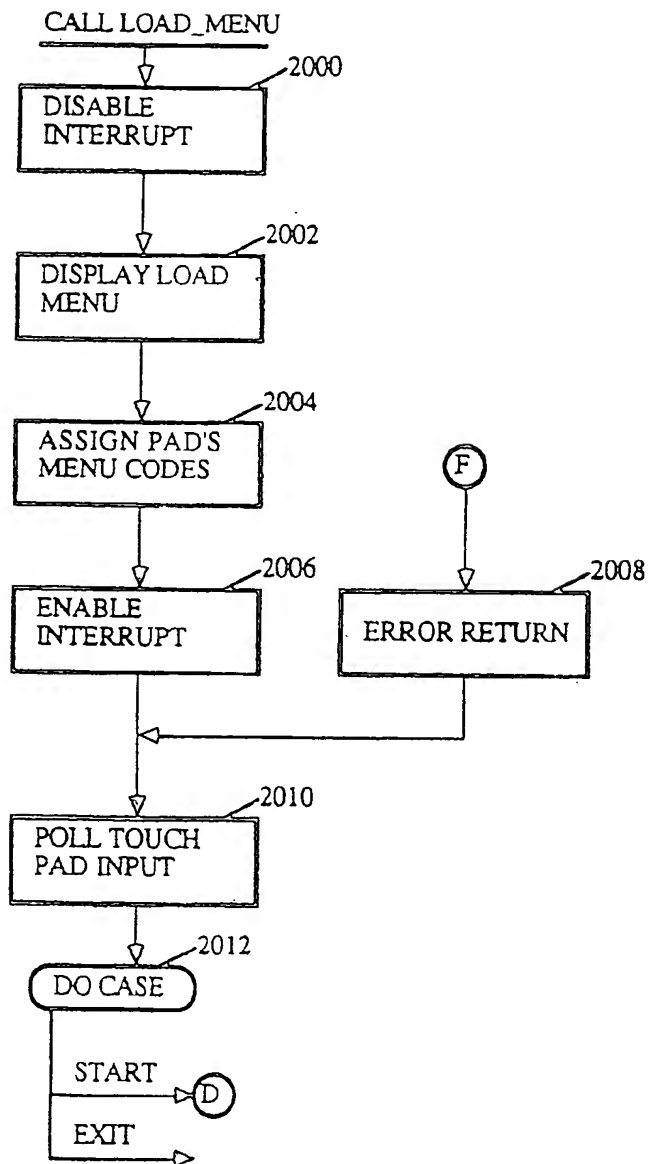 CALL LOAD_MENU
2000
DISABLE
INTERRUPT
2002
DISPLAY LOAD
MENU
2004
ASSIGN PAD'S
MENU CODES
F
2006
ENABLE
INTERRUPT
2008
ERROR RETURN
2010
POLL TOUCH
PAD INPUT
2012
DO CASE
START
D
EXIT